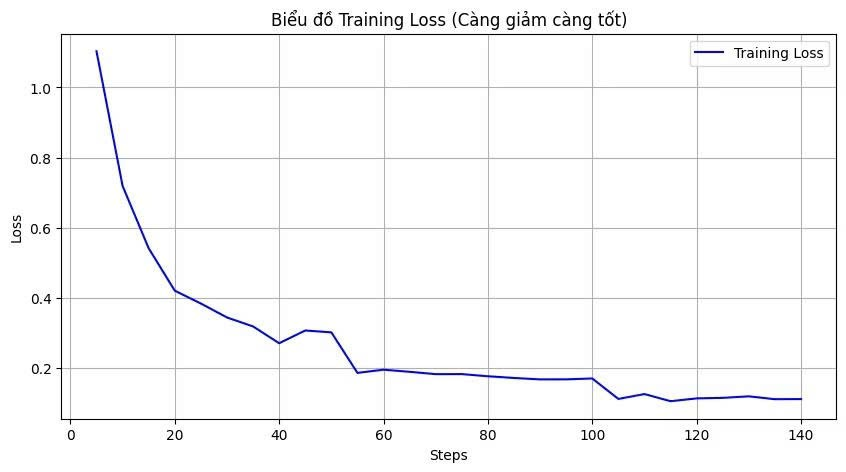 Biểu đồ Training Loss (Càng giảm càng tốt)
Training Loss
1.0
0.8
0.6
0.4
0.2
Loss
0 20 40 60 80 100 120 140
Steps